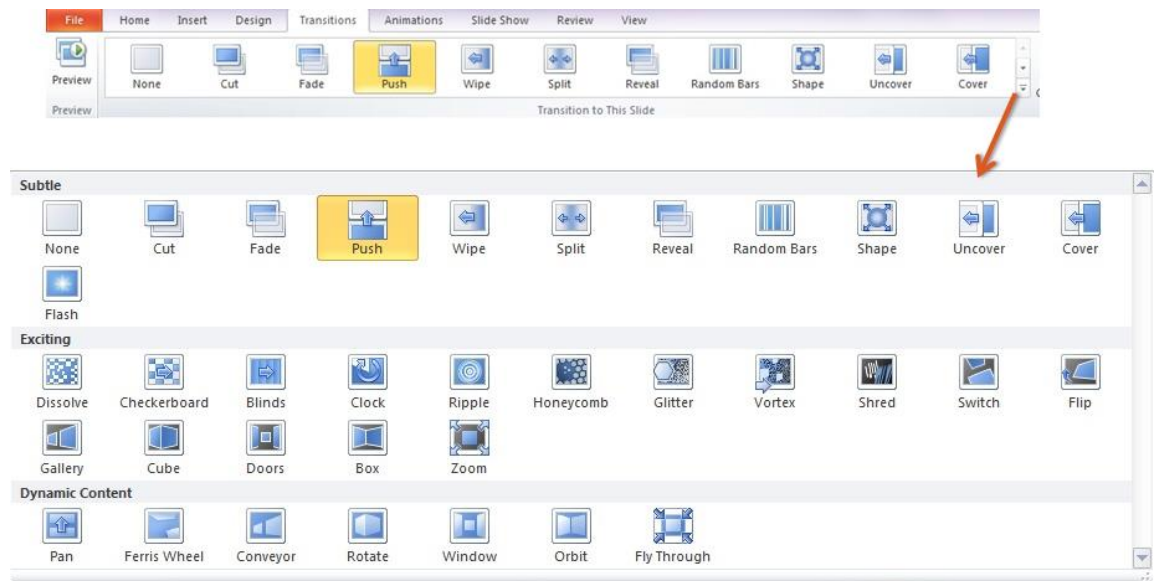 File Home Insert Design Transitions Animations Slide Show Review View
Preview None Cut Fade Push Wipe Split Reveal Random Bars Shape Uncover Cover
Preview Transition to This Slide
Subtle
None Cut Fade Push Wipe Split Reveal Random Bars Shape Uncover Cover
Flash
Exciting
Dissolve Checkerboard Blinds Clock Ripple Honeycomb Glitter Vortex Shred Switch Flip
Gallery Cube Doors Box Zoom
Dynamic Content
Pan Ferris Wheel Conveyor Rotate Window Orbit Fly Through